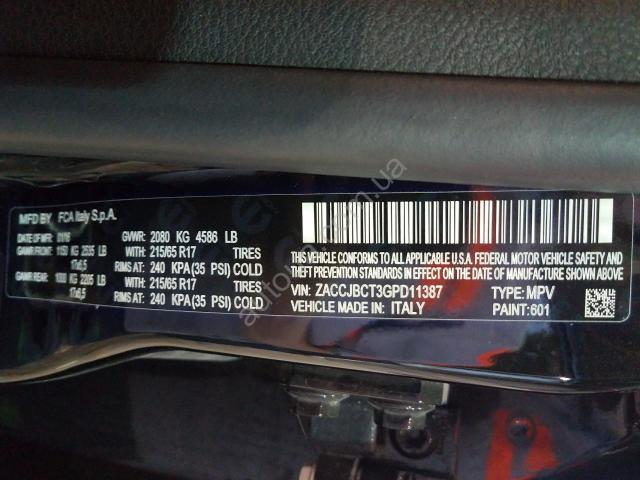 MFD BY FCA Italy S.p.A.
DATE OF MFR: 01/16 GVWR: 2080 KG 4586 LB
GAWR FRONT: 1150 KG 2535 LB WITH 215/65 R17 TIRES
17x6,5 RIMS AT: 240 KPA(35 PSI) COLD
GAWR REAR: 1000 KG 2205 LB WITH 215/65 R17 TIRES
17x6,5 RIMS AT: 240 KPA(35 PSI) COLD
THIS VEHICLE CONFORMS TO ALL APPLICABLE U.S.A. FEDERAL MOTOR VEHICLE SAFETY AND
THEFT PREVENTION STANDARDS IN EFFECT ON THE DATE OF MANUFACTURE SHOWN ABOVE.
VIN: ZACCJBCT3GPD11387 TYPE: MPV
VEHICLE MADE IN: ITALY PAINT:601